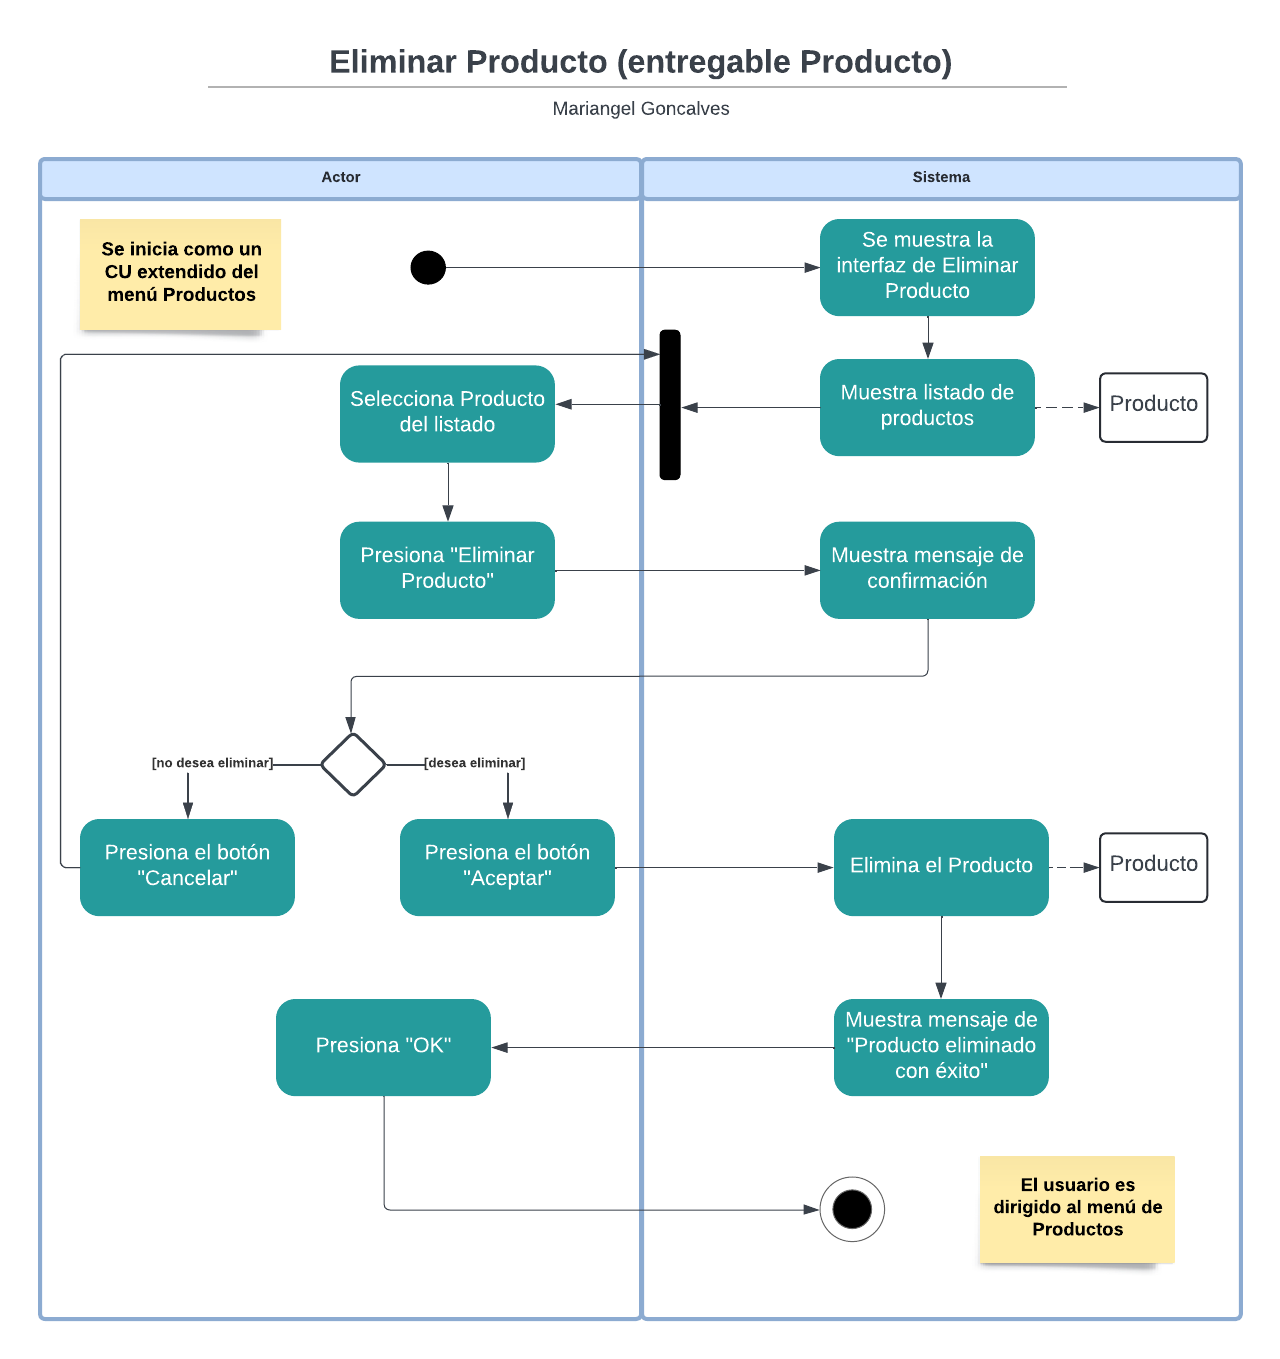 Eliminar Producto (entregable Producto)
Mariangel Goncalves
Actor
Sistema
Se inicia como un
CU extendido del
menú Productos
Se muestra la
interfaz de Eliminar
Producto
Selecciona Producto
del listado
Muestra listado de
productos
Producto
Presiona "Eliminar
Producto"
Muestra mensaje de
confirmación
[no desea eliminar]
[desea eliminar]
Presiona el botón
"Cancelar"
Presiona el botón
"Aceptar"
Elimina el Producto
Producto
Presiona "OK"
Muestra mensaje de
"Producto eliminado
con éxito"
El usuario es
dirigido al menú de
Productos